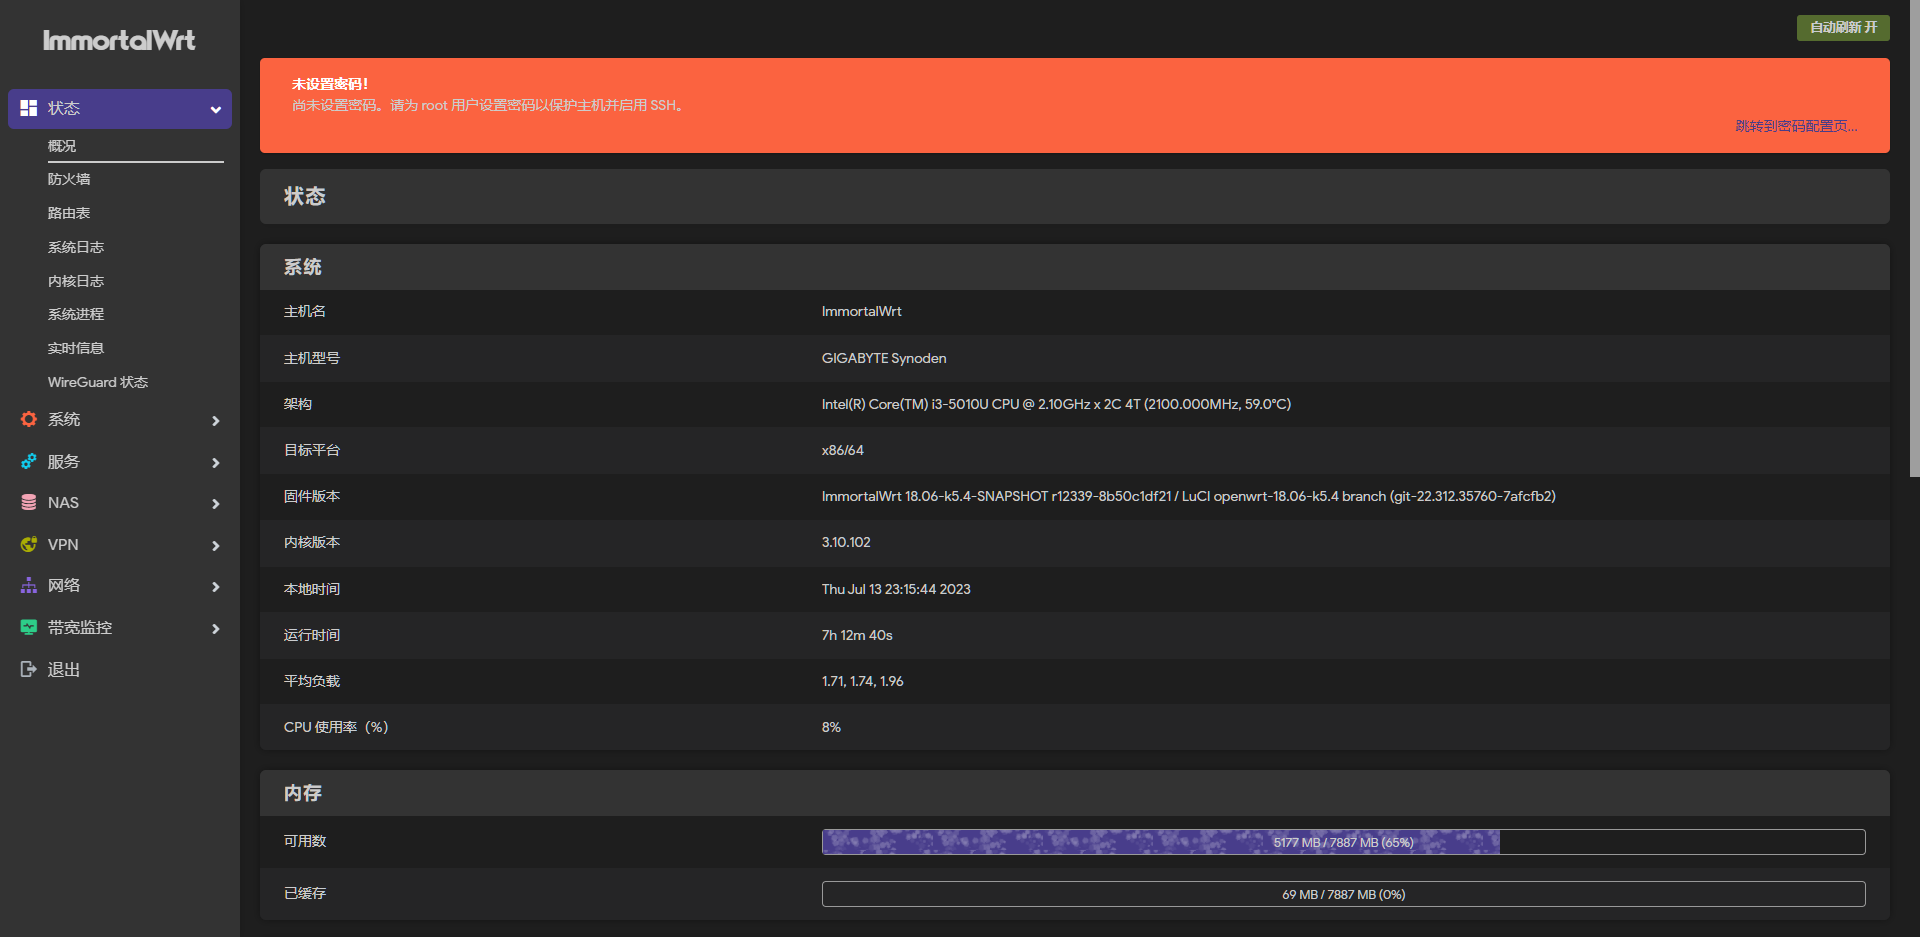 ImmortalWrt
状态
概况
防火墙
路由表
系统日志
内核日志
系统进程
实时信息
WireGuard 状态
系统
服务
NAS
VPN
网络
带宽监控
退出
自动刷新 开
未设置密码！
尚未设置密码。请为 root 用户设置密码以保护主机并启用 SSH。
跳转到密码配置页...
状态
系统
主机名 ImmortalWrt
主机型号 GIGABYTE Synoden
架构 Intel(R) Core(TM) i3-5010U CPU @ 2.10GHz x 2C 4T (2100.000MHz, 59.0°C)
目标平台 x86/64
固件版本 ImmortalWrt 18.06-k5.4-SNAPSHOT r12339-8b50c1df21 / LuCI openwrt-18.06-k5.4 branch (git-22.312.35760-7afcfb2)
内核版本 3.10.102
本地时间 Thu Jul 13 23:15:44 2023
运行时间 7h 12m 40s
平均负载 1.71, 1.74, 1.96
CPU 使用率（%） 8%
内存
可用数 5177 MB / 7887 MB (65%)
已缓存 69 MB / 7887 MB (0%)